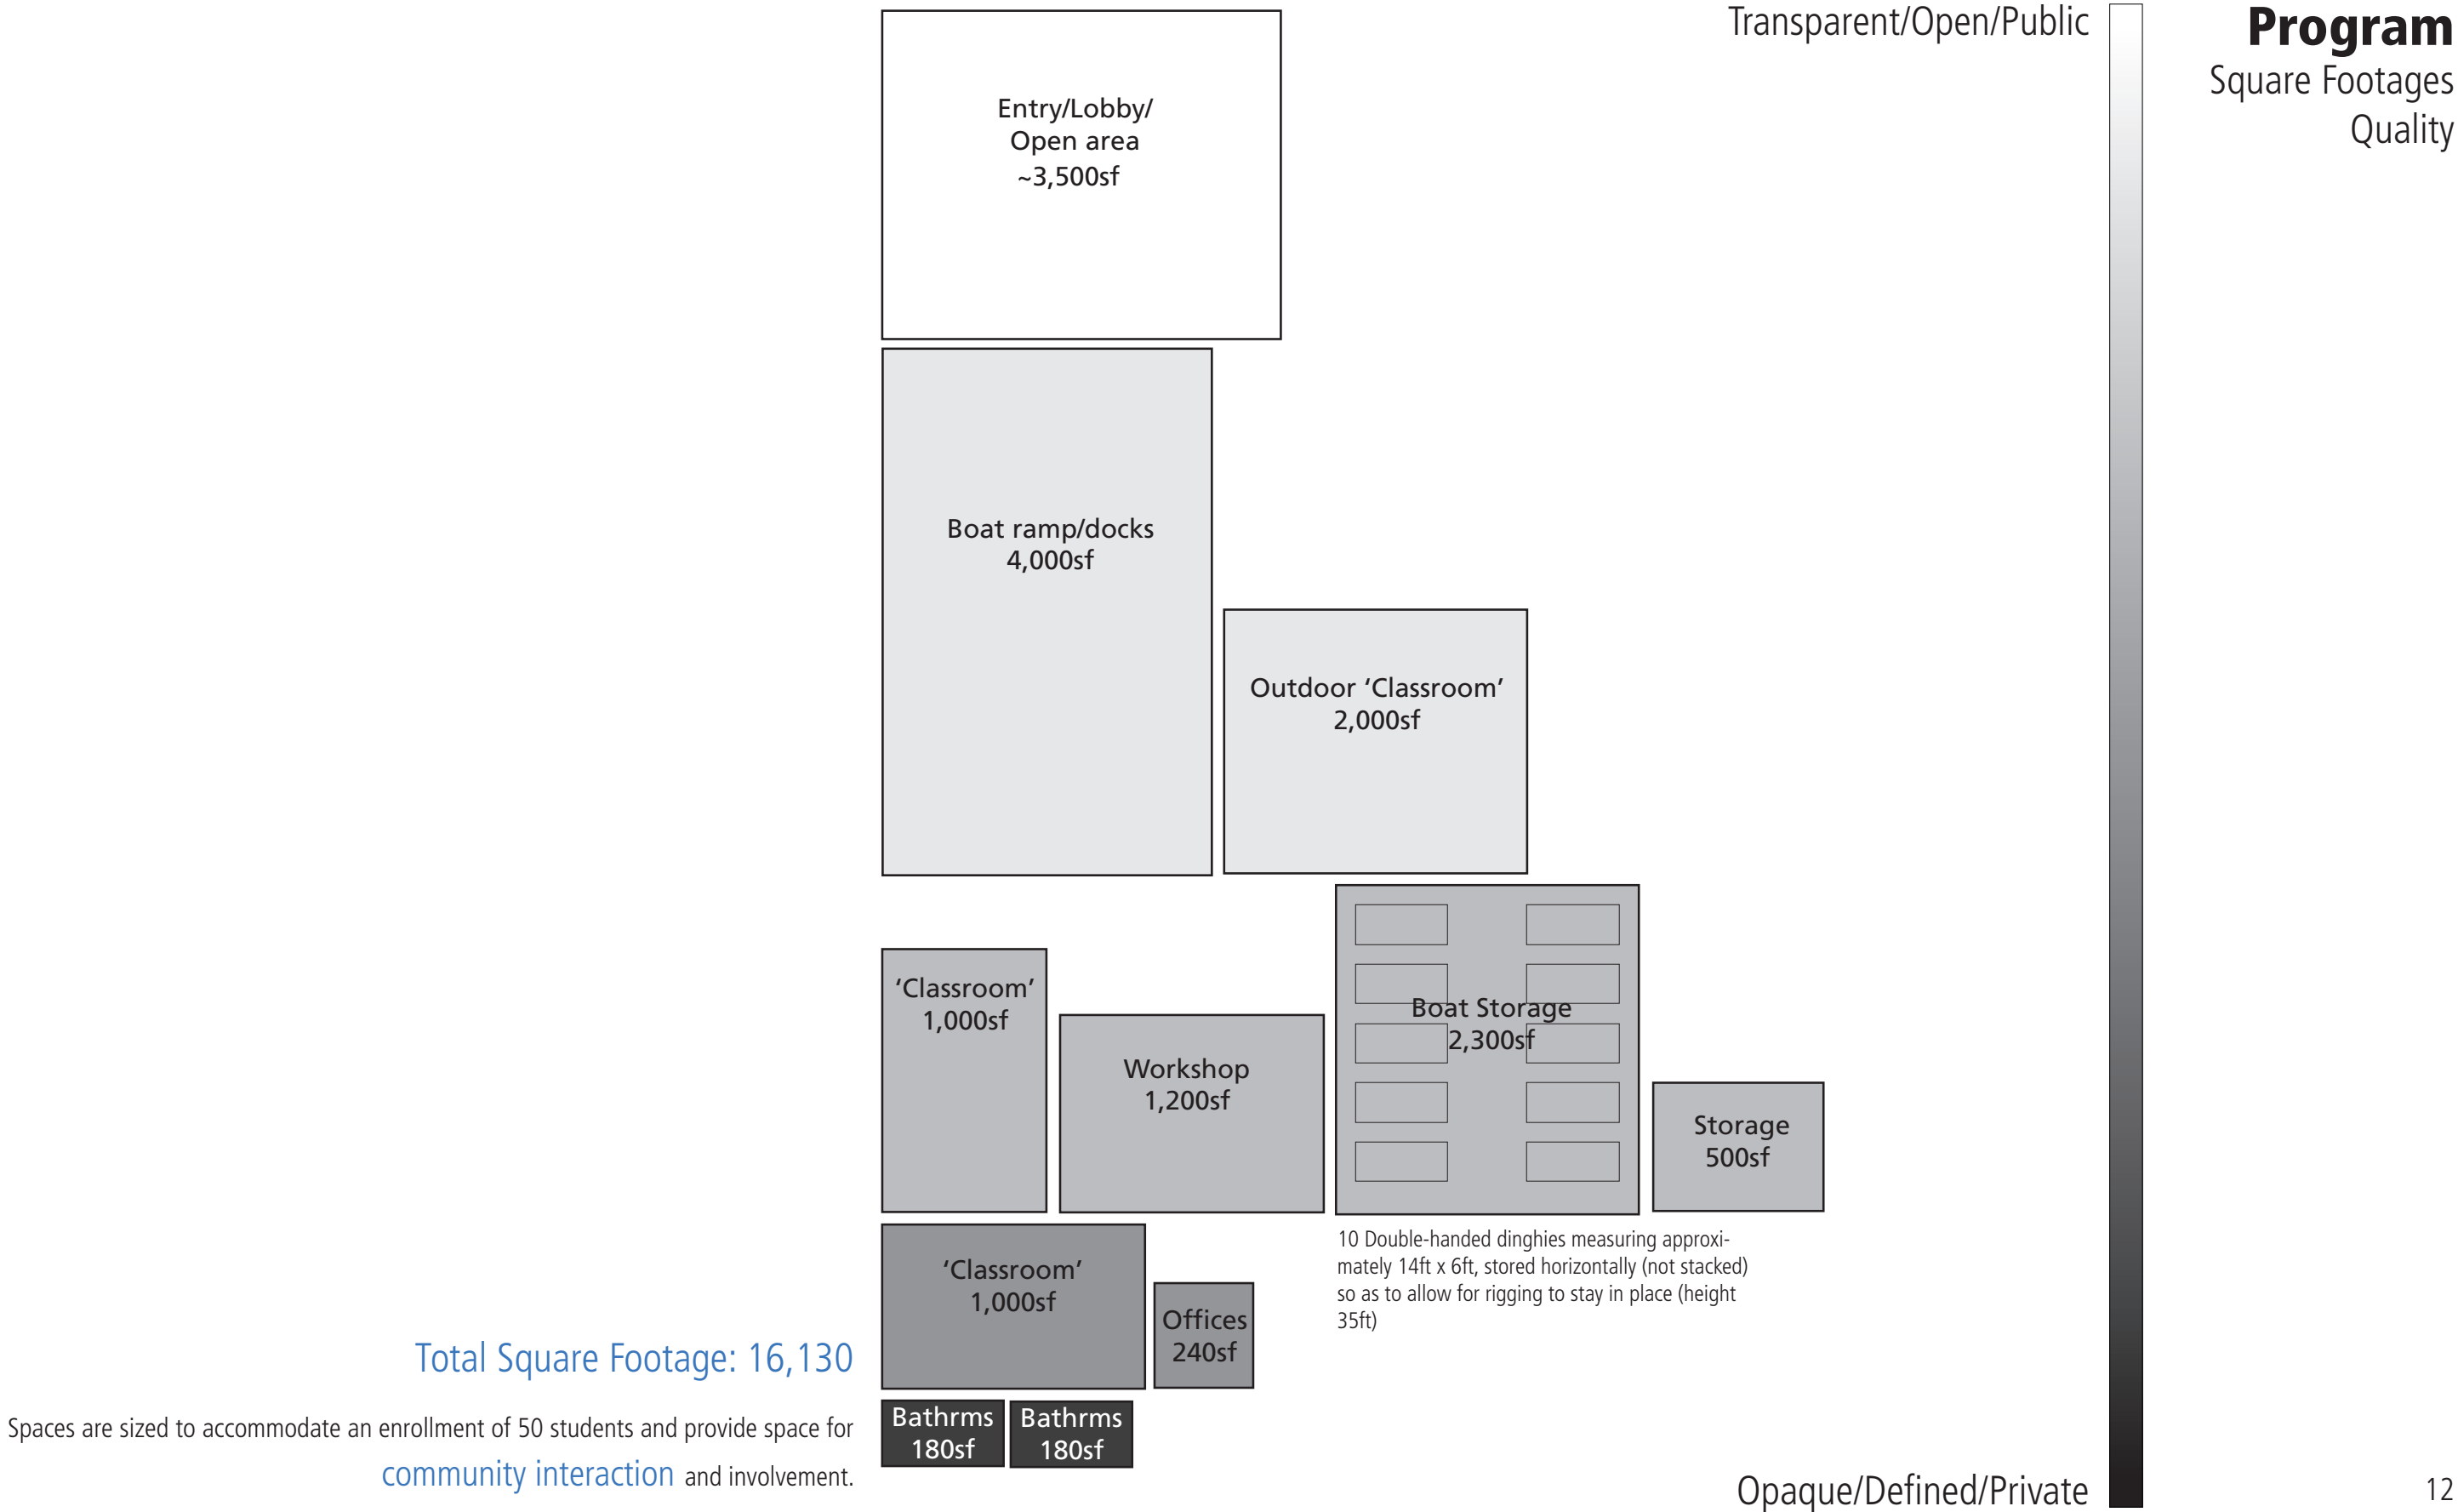 Program
Square Footages
Quality
Transparent/Open/Public
Entry/Lobby/
Open area
~3,500sf
Boat ramp/docks
4,000sf
Outdoor ‘Classroom’
2,000sf
‘Classroom’
1,000sf
Workshop
1,200sf
Boat Storage
2,300sf
Storage
500sf
10 Double-handed dinghies measuring approxi-
mately 14ft x 6ft, stored horizontally (not stacked)
so as to allow for rigging to stay in place (height
35ft)
‘Classroom’
1,000sf
Offices
240sf
Bathrms
180sf
Bathrms
180sf
Total Square Footage: 16,130
Spaces are sized to accommodate an enrollment of 50 students and provide space for
community interaction and involvement.
Opaque/Defined/Private
12